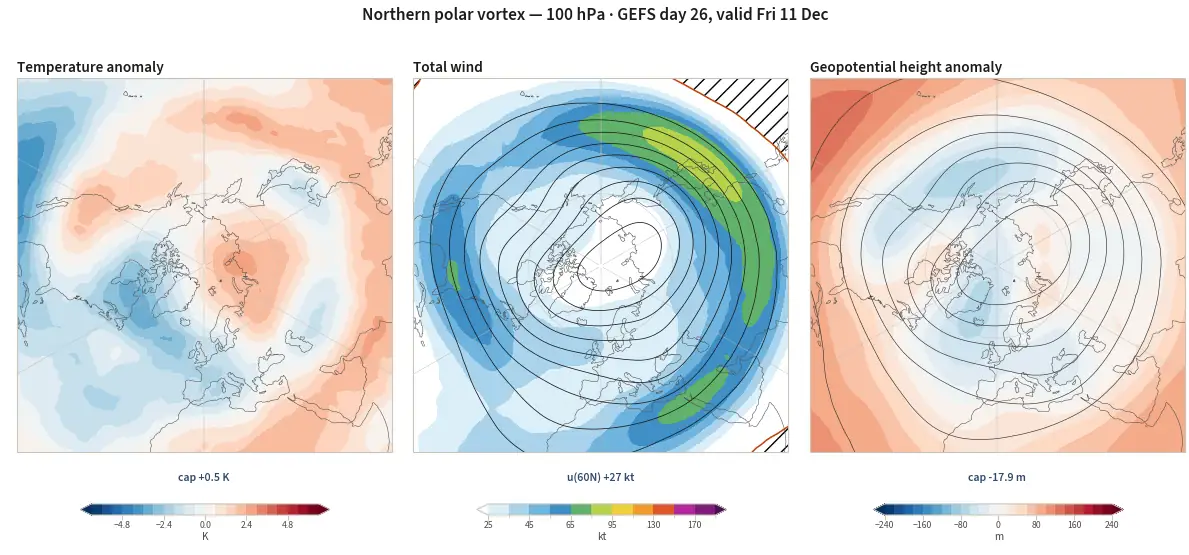 Northern polar vortex — 100 hPa · GEFS day 26, valid Fri 11 Dec
Temperature anomaly
Total wind
Geopotential height anomaly
cap +0.5 K
u(60N) +27 kt
cap -17.9 m
−4.8 −2.4 0.0 2.4 4.8
K
25 45 65 95 130 170
kt
−240 −160 −80 0 80 160 240
m